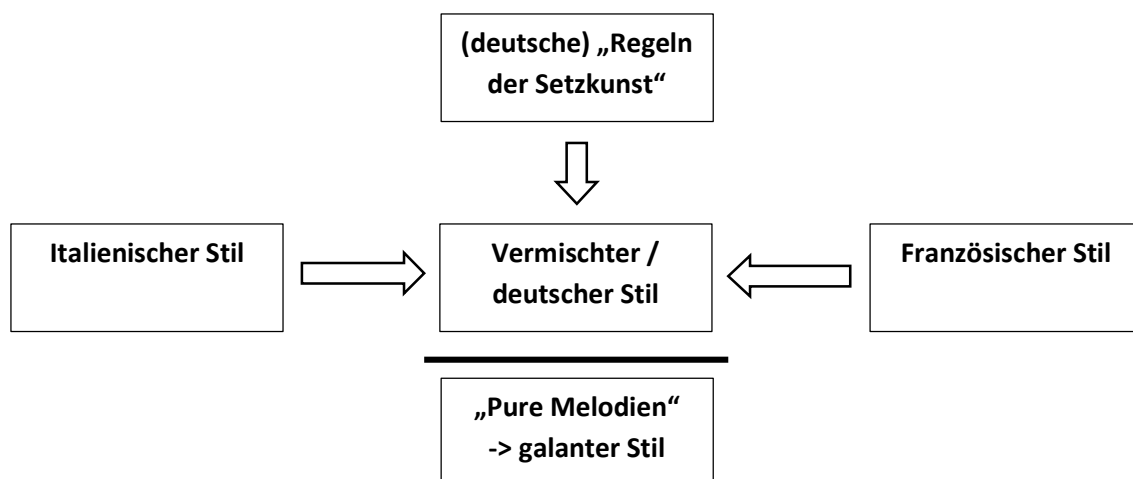 (deutsche) „Regeln
der Setzkunst“
Italienischer Stil
Vermischter /
deutscher Stil
Französischer Stil
„Pure Melodien“
-> galanter Stil